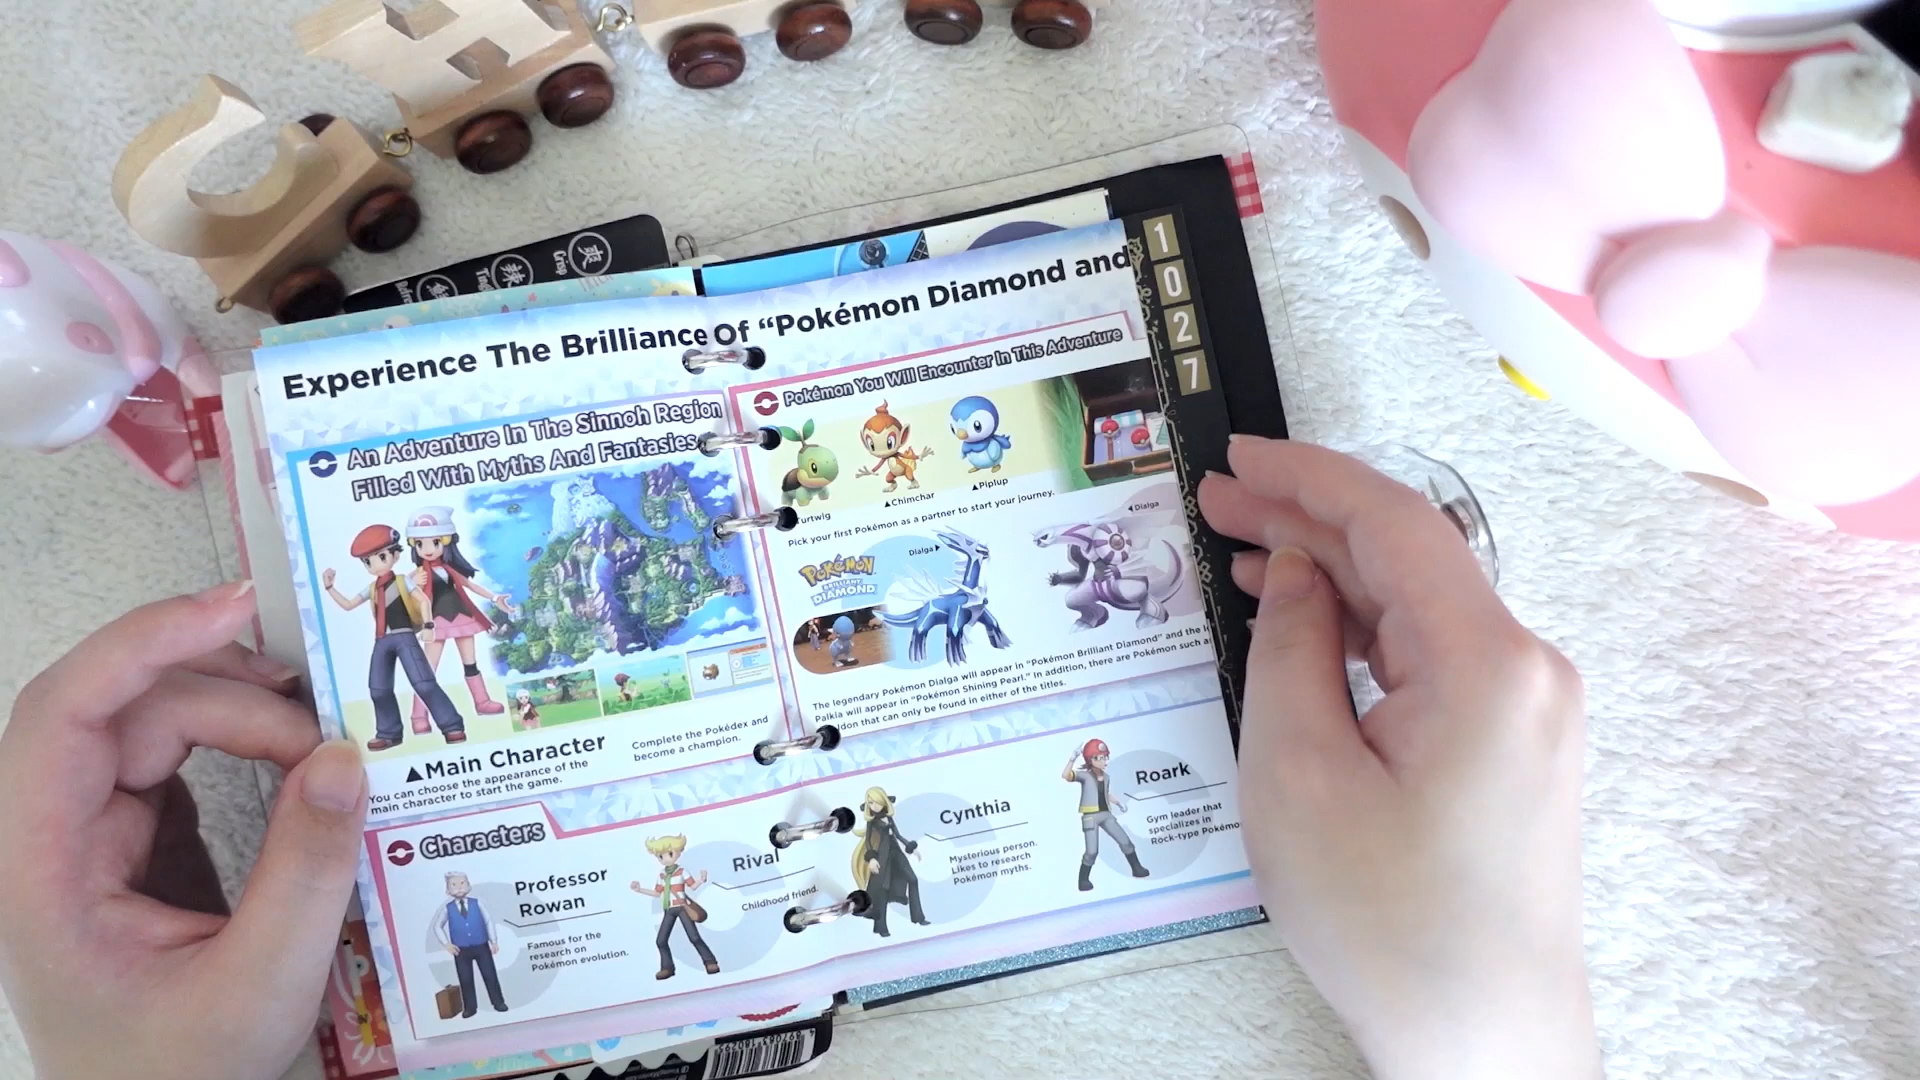 爽
Crisp
辣
鮮
1
0
2
7
Experience The Brilliance Of “Pokémon Diamond and
An Adventure In The Sinnoh Region
Filled With Myths And Fantasies
▲Main Character
You can choose the appearance of the
main character to start the game.
Complete the Pokédex and
become a champion.
Pokémon You Will Encounter In This Adventure
Turtwig
▲Chimchar
▲Piplup
Pick your first Pokémon as a partner to start your journey.
POKÉMON
BRILLIANT
DIAMOND
Dialga▶
◀Dialga
The legendary Pokémon Dialga will appear in “Pokémon Brilliant Diamond” and the
Palkia will appear in “Pokémon Shining Pearl.” In addition, there are Pokémon such
that can only be found in either of the titles.
Characters
Professor
Rowan
Famous for the
research on
Pokémon evolution.
Rival
Childhood friend.
Cynthia
Mysterious person.
Likes to research
Pokémon myths.
Roark
Gym leader that
specializes in
Rock-type Pokémo